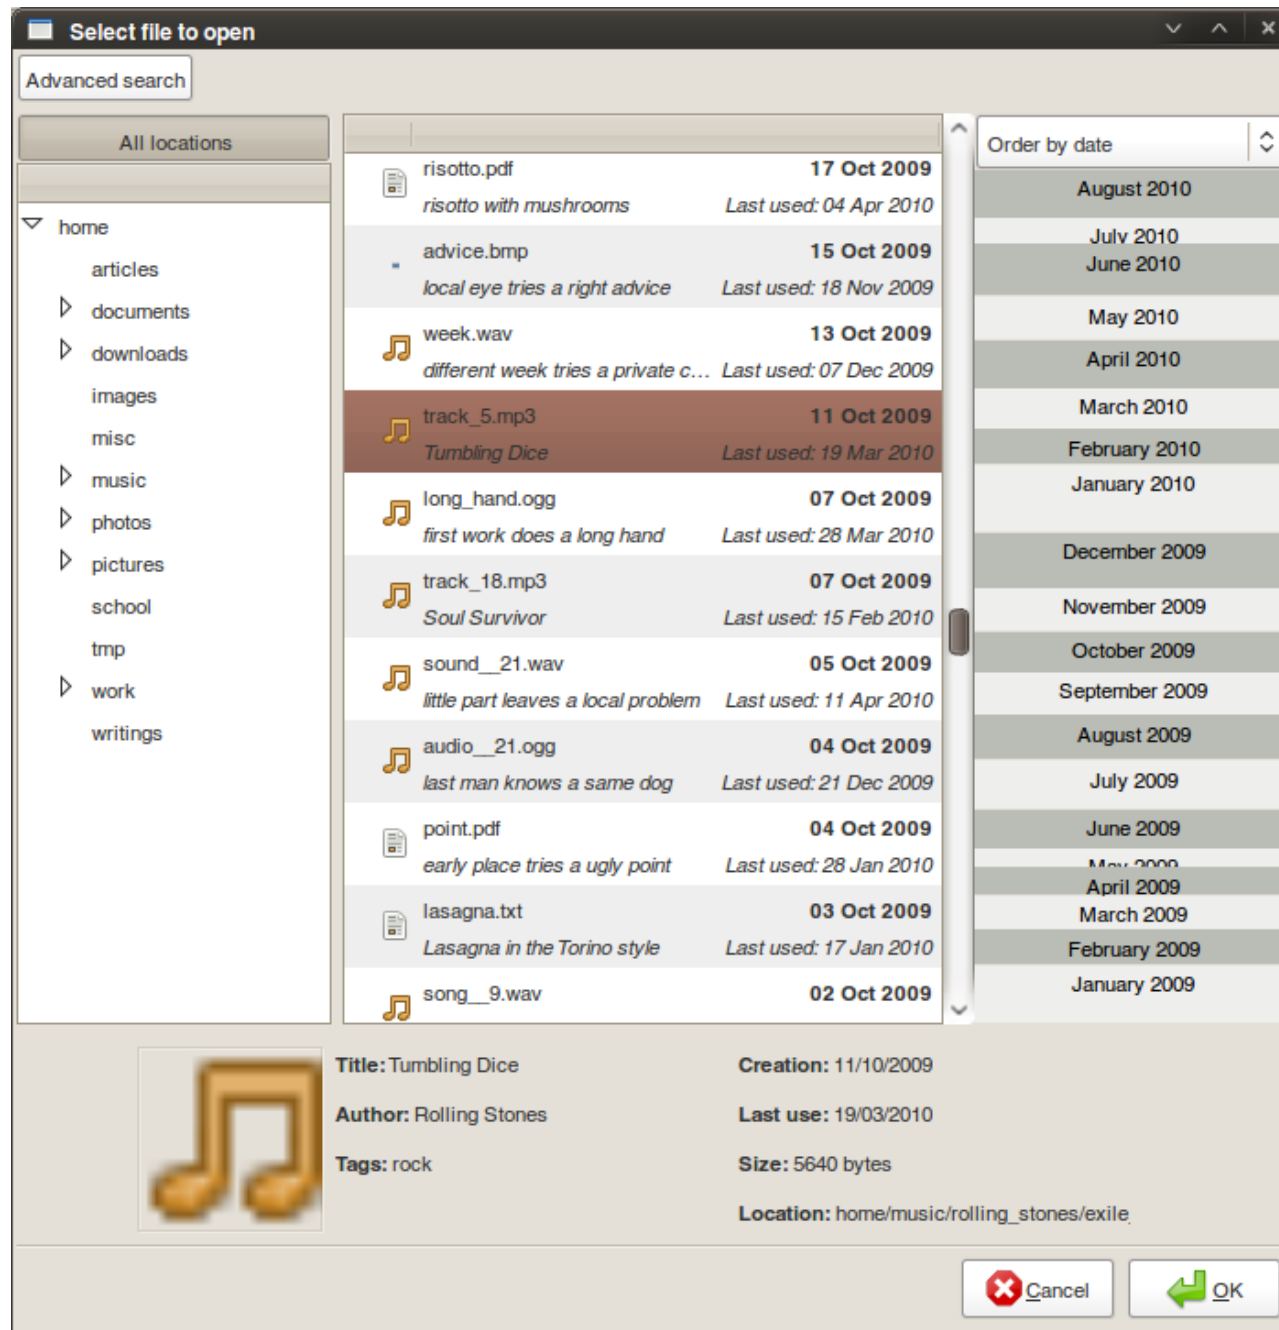 Select file to open
Advanced search
All locations
home
articles
documents
downloads
images
misc
music
photos
pictures
school
tmp
work
writings
risotto.pdf 17 Oct 2009
risotto with mushrooms Last used: 04 Apr 2010
advice.bmp 15 Oct 2009
local eye tries a right advice Last used: 18 Nov 2009
week.wav 13 Oct 2009
different week tries a private c... Last used: 07 Dec 2009
track_5.mp3 11 Oct 2009
Tumbling Dice Last used: 19 Mar 2010
long_hand.ogg 07 Oct 2009
first work does a long hand Last used: 28 Mar 2010
track_18.mp3 07 Oct 2009
Soul Survivor Last used: 15 Feb 2010
sound__21.wav 05 Oct 2009
little part leaves a local problem Last used: 11 Apr 2010
audio__21.ogg 04 Oct 2009
last man knows a same dog Last used: 21 Dec 2009
point.pdf 04 Oct 2009
early place tries a ugly point Last used: 28 Jan 2010
lasagna.txt 03 Oct 2009
Lasagna in the Torino style Last used: 17 Jan 2010
song__9.wav 02 Oct 2009
Order by date
August 2010
July 2010
June 2010
May 2010
April 2010
March 2010
February 2010
January 2010
December 2009
November 2009
October 2009
September 2009
August 2009
July 2009
June 2009
May 2009
April 2009
March 2009
February 2009
January 2009
Title: Tumbling Dice
Author: Rolling Stones
Tags: rock
Creation: 11/10/2009
Last use: 19/03/2010
Size: 5640 bytes
Location: home/music/rolling_stones/exile_
Cancel
OK